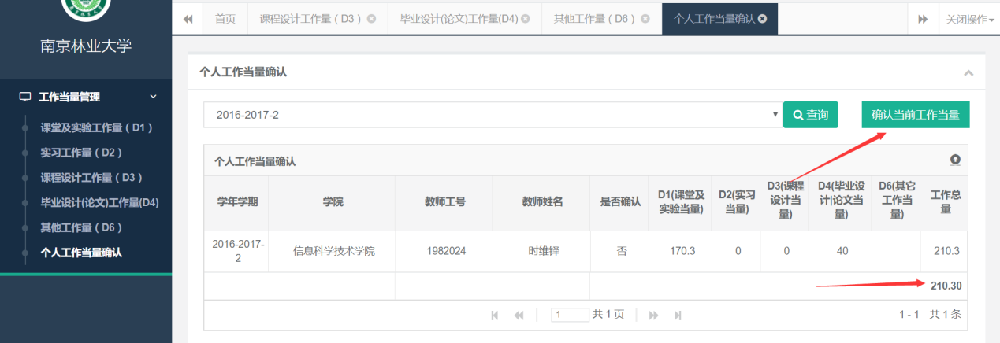 南京林业大学
工作当量管理
课堂及实验工作量（D1）
实习工作量（D2）
课程设计工作量（D3）
毕业设计(论文)工作量(D4)
其他工作量（D6）
个人工作当量确认
首页
课程设计工作量（D3）
毕业设计(论文)工作量(D4)
其他工作量（D6）
个人工作当量确认
关闭操作
个人工作当量确认
2016-2017-2
查询
确认当前工作当量
个人工作当量确认
学年学期
学院
教师工号
教师姓名
是否确认
D1(课堂及
实验当量)
D2(实习
当量)
D3(课程
设计当
量)
D4(毕业设
计论文当
量)
D6(其它
工作当
量)
工作总
量
2016-2017-
2
信息科学技术学院
1982024
时维铎
否
170.3
0
0
40
210.3
210.30
1
共 1 页
1 - 1 共 1 条